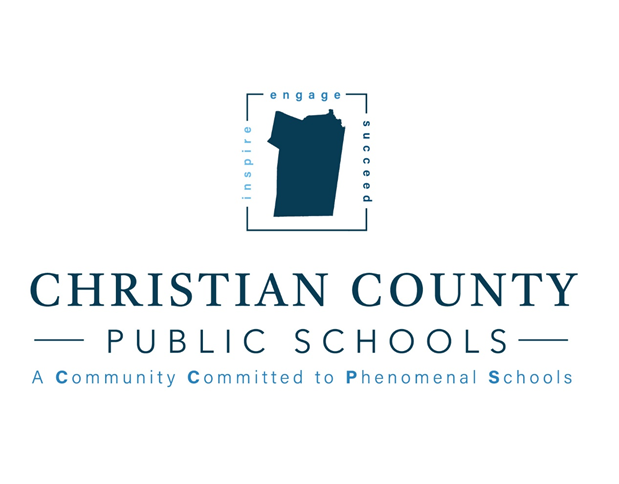 engage
inspire
succeed
CHRISTIAN COUNTY
PUBLIC SCHOOLS
A Community Committed to Phenomenal Schools